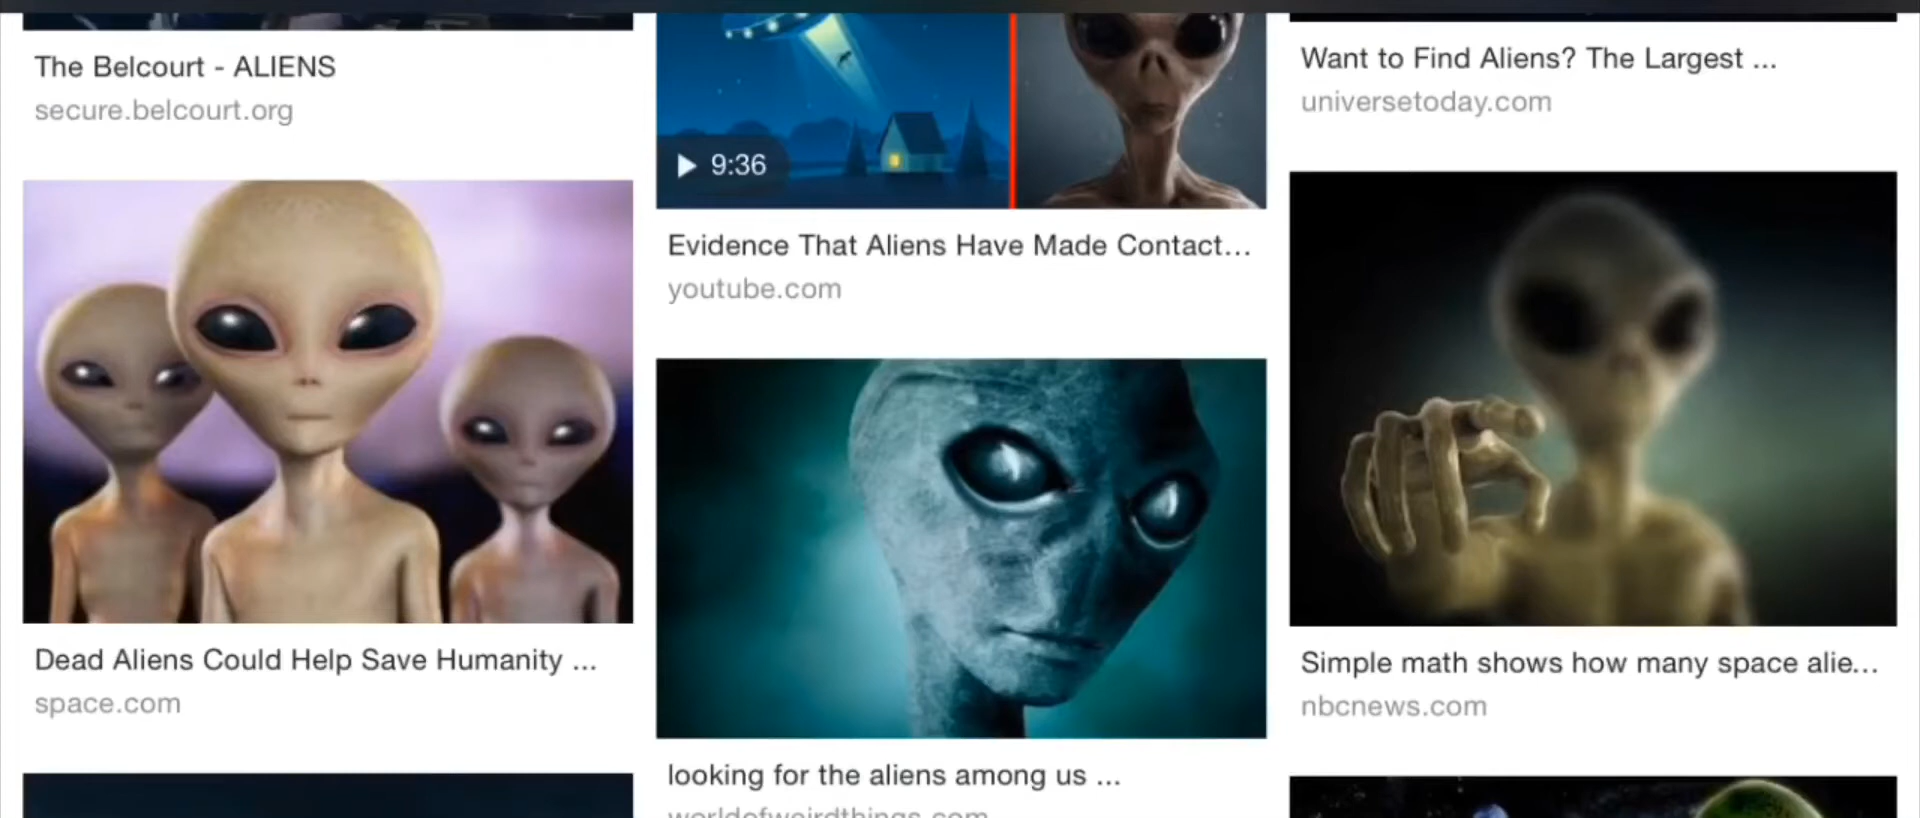 The Belcourt - ALIENS
secure.belcourt.org
Dead Aliens Could Help Save Humanity ...
space.com
9:36
Evidence That Aliens Have Made Contact...
youtube.com
looking for the aliens among us ...
worldofweirdthings.com
Want to Find Aliens? The Largest ...
universetoday.com
Simple math shows how many space alie...
nbcnews.com